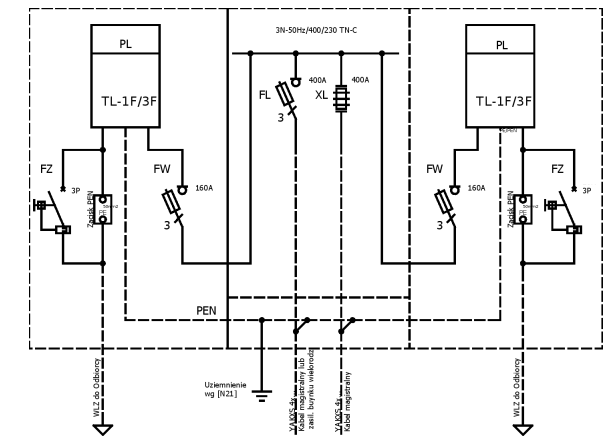 3N-50Hz/400/230 TN-C
PL
TL-1F/3F
FZ
3P
Zacisk PEN
FW
160A
3
FL
400A
3
XL
400A
PL
TL-1F/3F
FW
160A
3
Zacisk PEN
FZ
3P
PEN
WLZ do Odbiorcy
Uziemnienie
wg [N21]
YAKXS 4x
Kabel magistralny lub
zasil. buynku wielorodz
YAKXS 4x
Kabel magistralny
WLZ do Odbiorcy